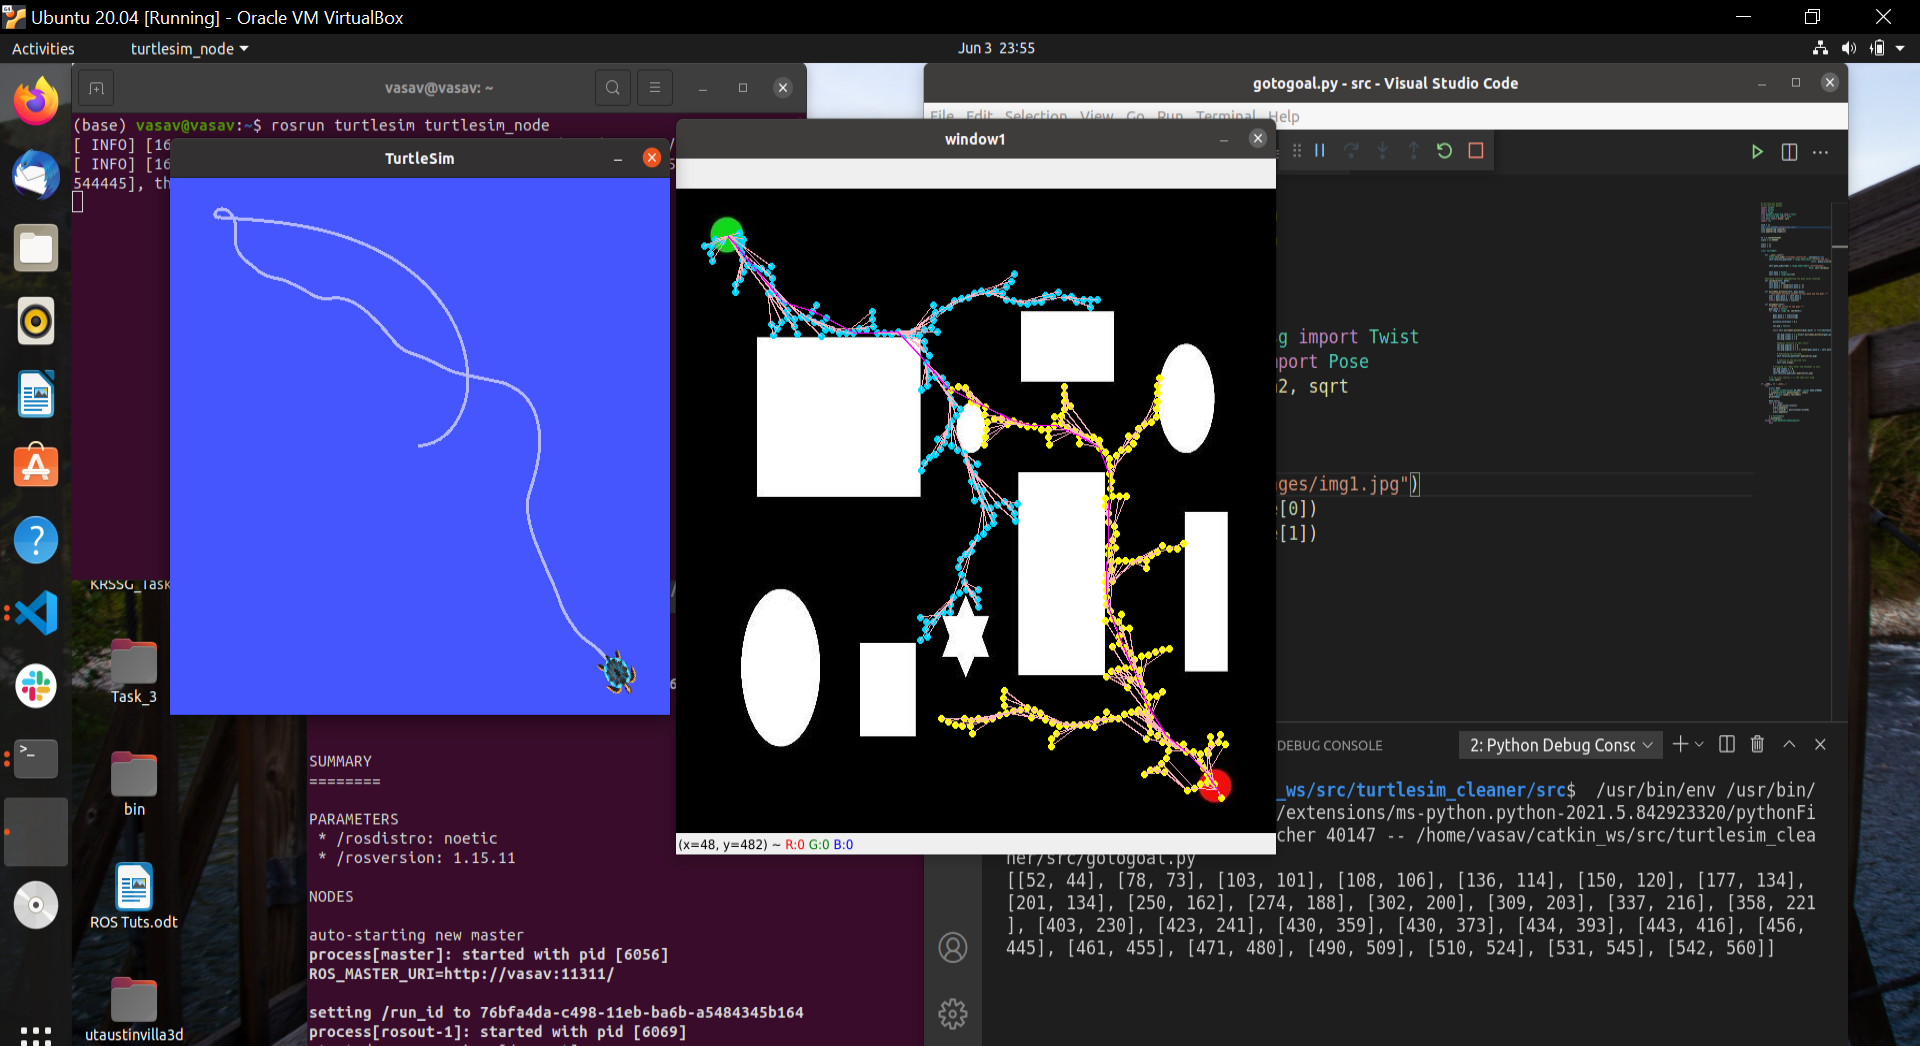 Ubuntu 20.04 [Running] - Oracle VM VirtualBox
Activities
turtlesim_node
Jun 3 23:55
vasav@vasav: ~
(base) vasav@vasav:~$ rosrun turtlesim turtlesim_node
[ INFO] [16
[ INFO] [16
544445], th
TurtleSim
window1
(x=48, y=482) ~ R:0 G:0 B:0
gotogoal.py - src - Visual Studio Code
File Edit Selection View Go Run Terminal Help
g import Twist
port Pose
2, sqrt
ges/img1.jpg")
[0])
[1])
DEBUG CONSOLE
2: Python Debug Consc
_ws/src/turtlesim_cleaner/src$ /usr/bin/env /usr/bin/
/extensions/ms-python.python-2021.5.842923320/pythonFi
cher 40147 -- /home/vasav/catkin_ws/src/turtlesim_clea
ner/src/gotogoal.py
[[52, 44], [78, 73], [103, 101], [108, 106], [136, 114], [150, 120], [177, 134],
[201, 134], [250, 162], [274, 188], [302, 200], [309, 203], [337, 216], [358, 221
], [403, 230], [423, 241], [430, 359], [430, 373], [434, 393], [443, 416], [456,
445], [461, 455], [471, 480], [490, 509], [510, 524], [531, 545], [542, 560]]
KRSSG_Task
Task_3
bin
ROS Tuts.odt
utaustinvilla3d
SUMMARY
========
PARAMETERS
* /rosdistro: noetic
* /rosversion: 1.15.11
NODES
auto-starting new master
process[master]: started with pid [6056]
ROS_MASTER_URI=http://vasav:11311/
setting /run_id to 76bfa4da-c498-11eb-ba6b-a5484345b164
process[rosout-1]: started with pid [6069]